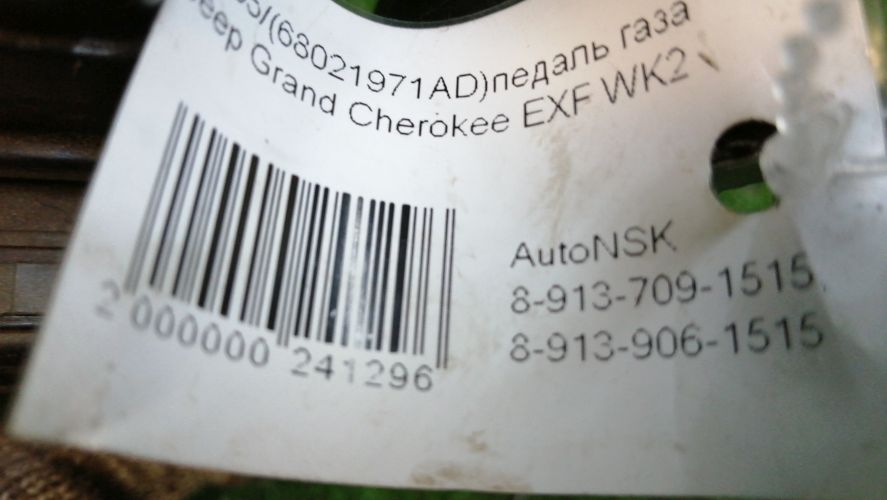 (68021971AD)педаль газа
Jeep Grand Cherokee EXF WK2
AutoNSK
8-913-709-1515,
8-913-906-1515
2 000000 241296